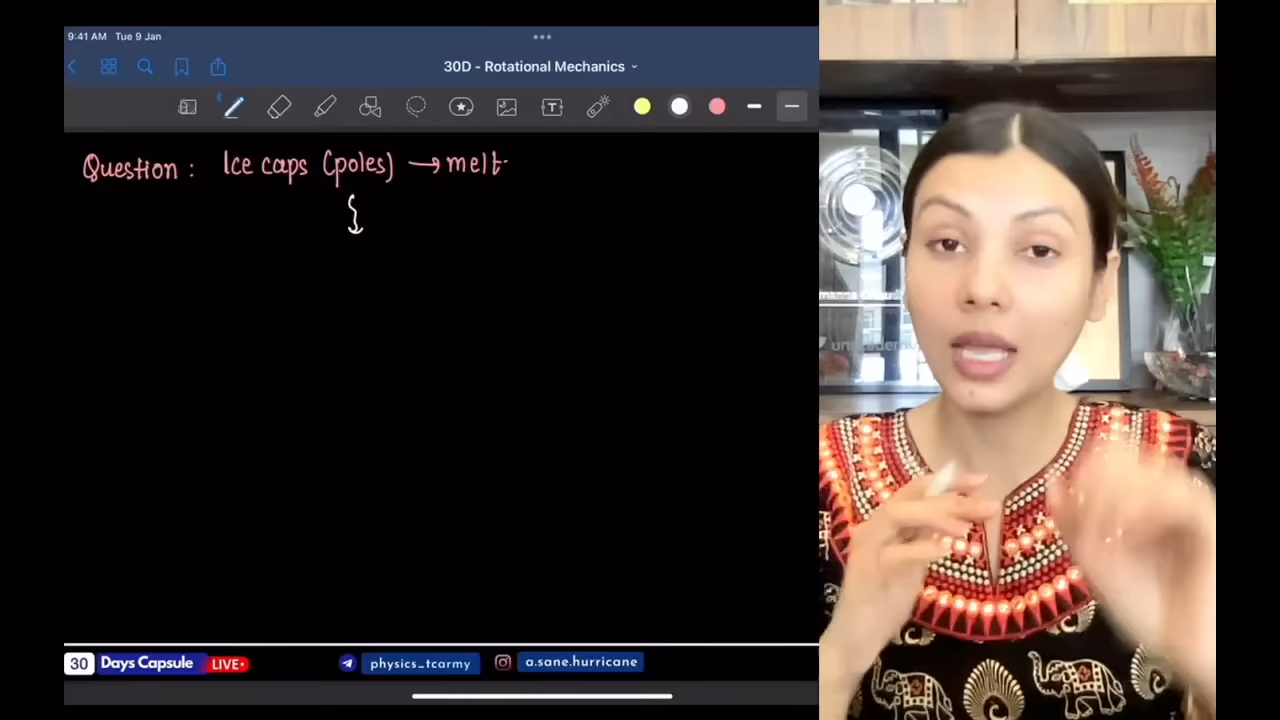 9:41 AM Tue 9 Jan
30D - Rotational Mechanics
T
Question : Ice caps (poles) → melt
30 Days Capsule LIVE
physics_tcarmy
a.sane.hurricane